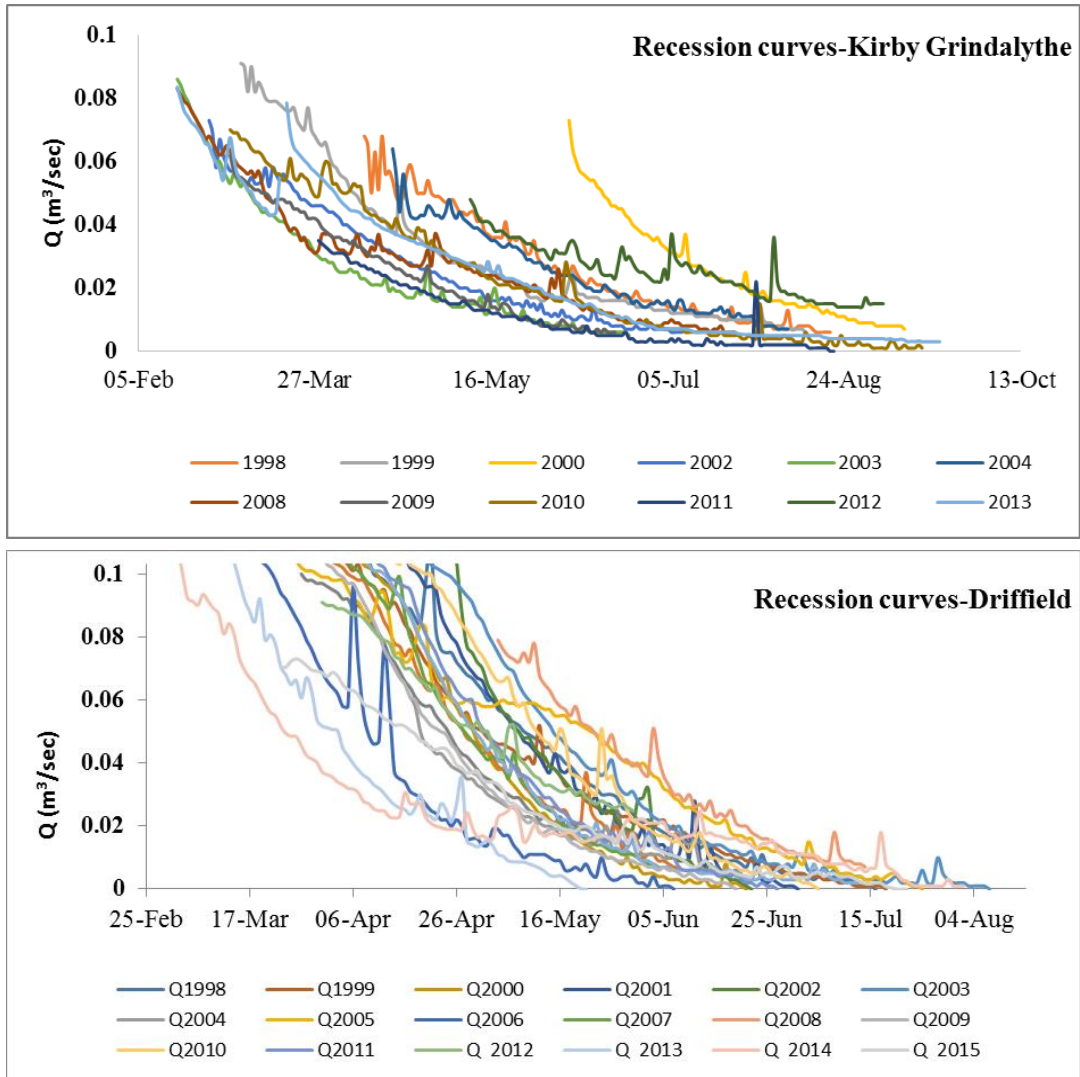 Recession curves-Kirby Grindalythe
Q (m³/sec)
0.1
0.08
0.06
0.04
0.02
0
05-Feb 27-Mar 16-May 05-Jul 24-Aug 13-Oct
1998 1999 2000 2002 2003 2004
2008 2009 2010 2011 2012 2013
Recession curves-Driffield
Q (m³/sec)
0.1
0.08
0.06
0.04
0.02
0
25-Feb 17-Mar 06-Apr 26-Apr 16-May 05-Jun 25-Jun 15-Jul 04-Aug
Q1998 Q1999 Q2000 Q2001 Q2002 Q2003
Q2004 Q2005 Q2006 Q2007 Q2008 Q2009
Q2010 Q2011 Q 2012 Q 2013 Q 2014 Q 2015